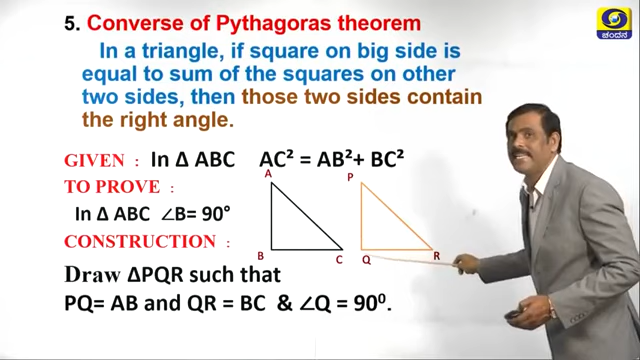 5. Converse of Pythagoras theorem
In a triangle, if square on big side is
equal to sum of the squares on other
two sides, then those two sides contain
the right angle.
GIVEN : In Δ ABC AC² = AB²+ BC²
TO PROVE :
In Δ ABC ∠B= 90°
CONSTRUCTION :
Draw ΔPQR such that
PQ= AB and QR = BC & ∠Q = 90⁰.
A
P
B
C
Q
R
ಚಂದನ